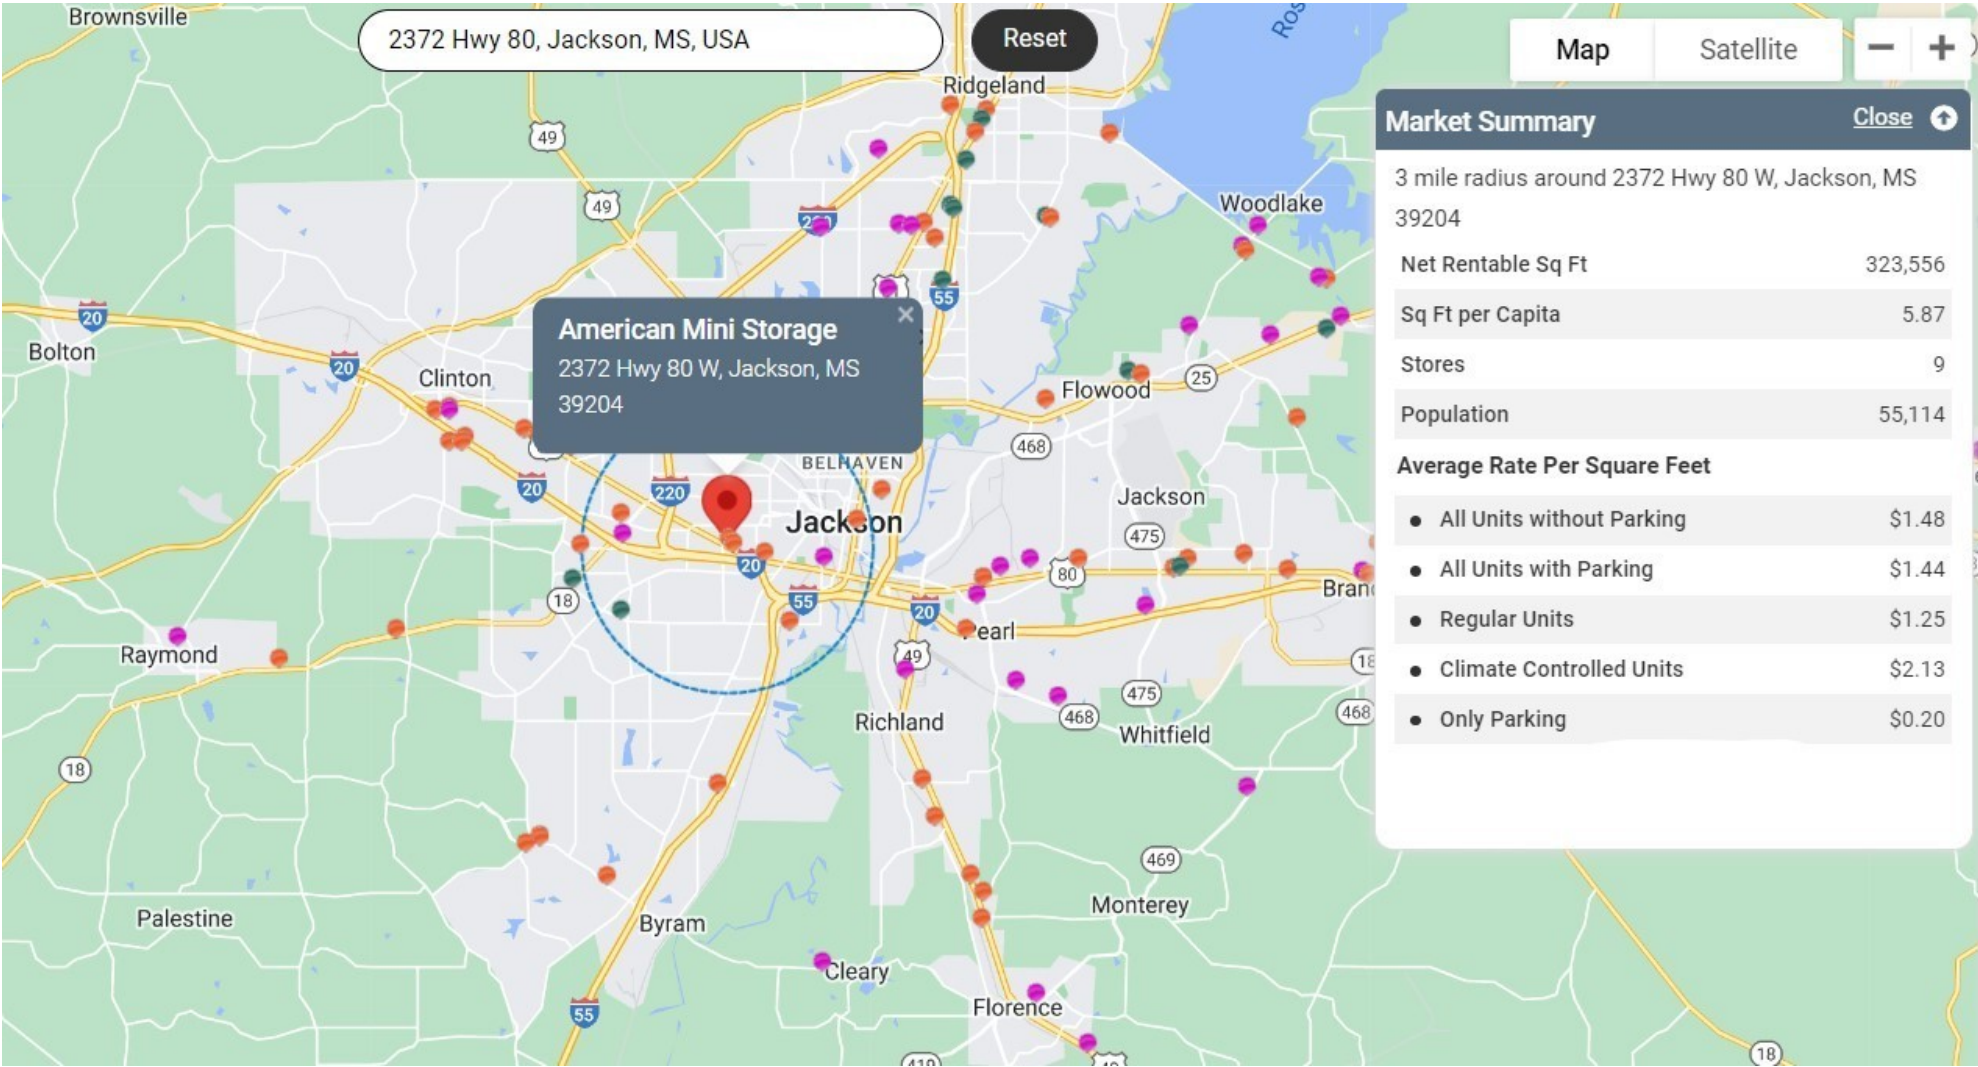 Brownsville
2372 Hwy 80, Jackson, MS, USA
Reset
Map
Satellite
Ridgeland
Market Summary
Close
3 mile radius around 2372 Hwy 80 W, Jackson, MS
39204
Net Rentable Sq Ft 323,556
Sq Ft per Capita 5.87
Stores 9
Population 55,114
Average Rate Per Square Feet
All Units without Parking $1.48
All Units with Parking $1.44
Regular Units $1.25
Climate Controlled Units $2.13
Only Parking $0.20
49
49
Woodlake
20
55
Bolton
20
Clinton
American Mini Storage
2372 Hwy 80 W, Jackson, MS
39204
Flowood
25
468
BELHAVEN
20
220
Jackson
Jackson
475
20
80
18
55
20
Pearl
Raymond
49
475
468
468
Richland
Whitfield
18
469
Monterey
Palestine
Byram
Cleary
Florence
55
18